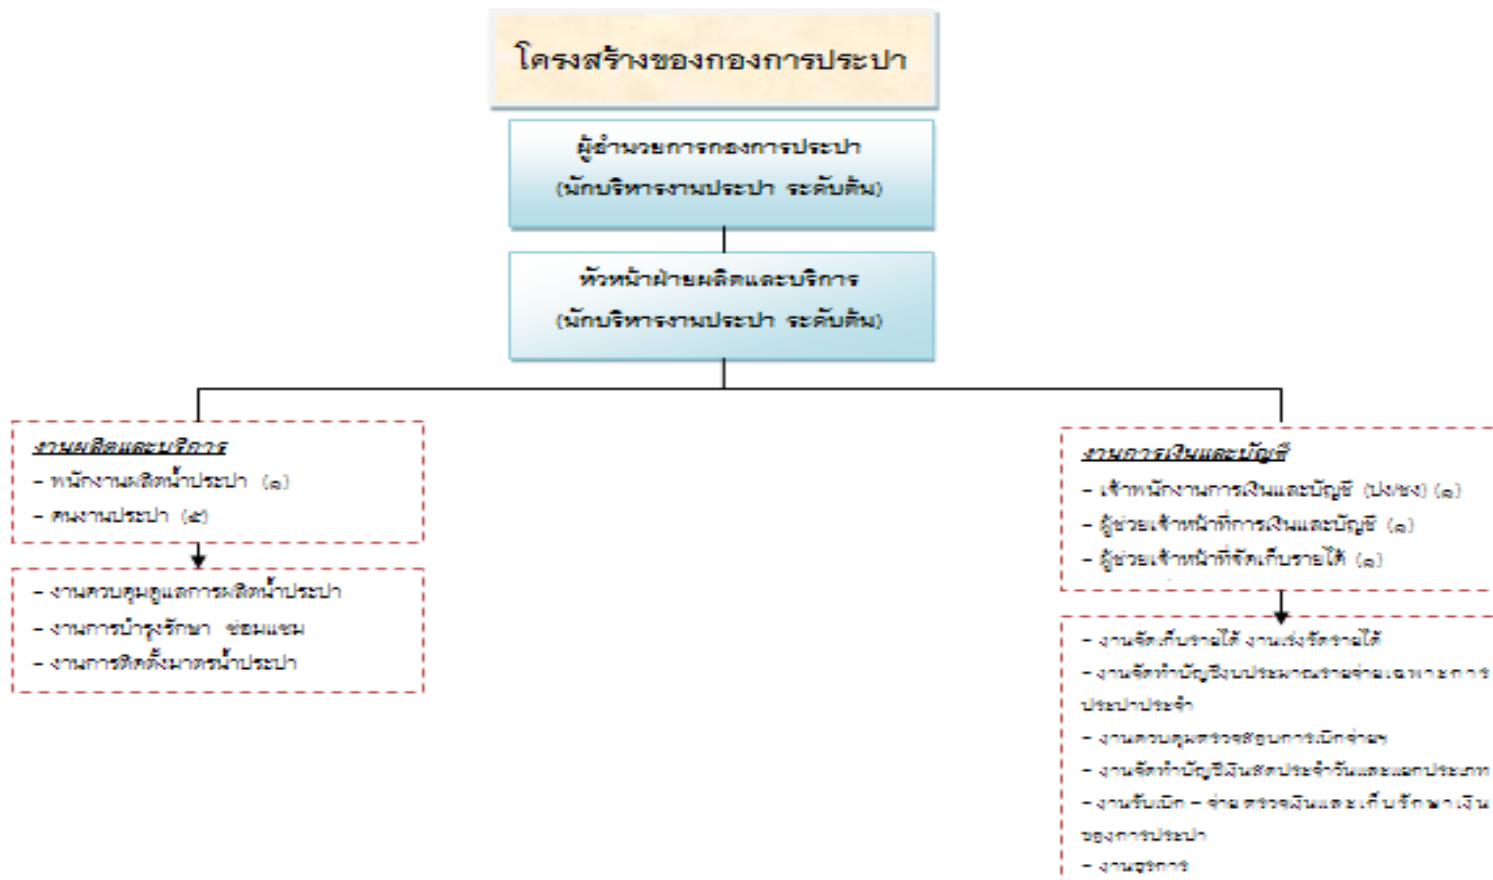 โครงสร้างของกองการประปา
ผู้อำนวยการกองการประปา
(นักบริหารงานประปา ระดับต้น)
หัวหน้าฝ่ายผลิตและบริการ
(นักบริหารงานประปา ระดับต้น)
งานผลิตและบริการ
- พนักงานผลิตน้ำประปา (๑)
- คนงานประปา (๕)
- งานควบคุมดูแลการผลิตน้ำประปา
- งานการบำรุงรักษา ซ่อมแซม
- งานการติดตั้งมาตรน้ำประปา
งานการเงินและบัญชี
- เจ้าพนักงานการเงินและบัญชี (ปง/ชง) (๑)
- ผู้ช่วยเจ้าหน้าที่การเงินและบัญชี (๑)
- ผู้ช่วยเจ้าหน้าที่จัดเก็บรายได้ (๑)
- งานจัดเก็บรายได้ งานเร่งรัดรายได้
- งานจัดทำบัญชีงบประมาณรายจ่ายเฉพาะการ
ประปาประจำ
- งานควบคุมตรวจสอบการเบิกจ่ายฯ
- งานจัดทำบัญชีเงินสดประจำวันและแยกประเภท
- งานรับเบิก – จ่าย ตรวจเงินและเก็บรักษาเงิน
ของการประปา
- งานธุรการ